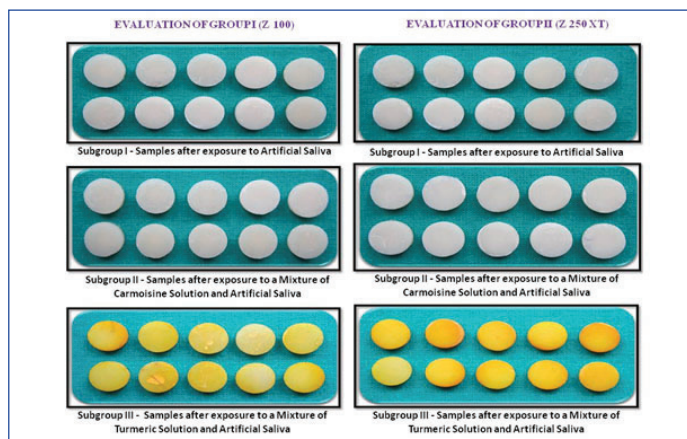 EVALUATION OF GROUP I (Z 100)
EVALUATION OF GROUP II (Z 250 XT)
Subgroup I - Samples after exposure to Artificial Saliva
Subgroup I - Samples after exposure to Artificial Saliva
Subgroup II - Samples after exposure to a Mixture of
Carmoisine Solution and Artificial Saliva
Subgroup II - Samples after exposure to a Mixture of
Carmoisine Solution and Artificial Saliva
Subgroup III - Samples after exposure to a Mixture of
Turmeric Solution and Artificial Saliva
Subgroup III - Samples after exposure to a Mixture of
Turmeric Solution and Artificial Saliva